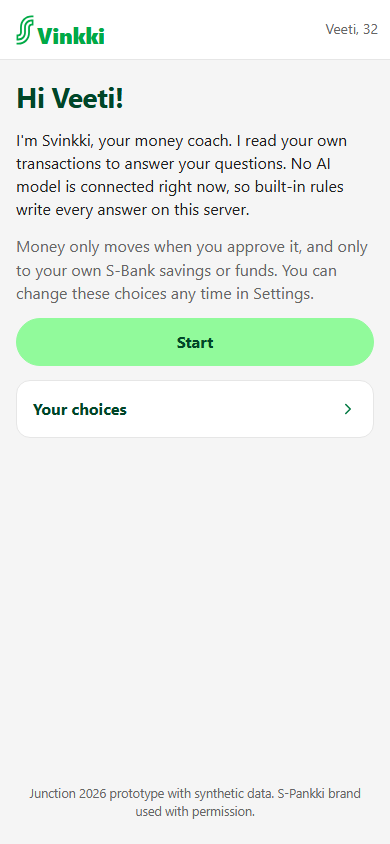 Vinkki
Veeti, 32
Hi Veeti!
I'm Svinkki, your money coach. I read your own
transactions to answer your questions. No AI
model is connected right now, so built-in rules
write every answer on this server.
Money only moves when you approve it, and only
to your own S-Bank savings or funds. You can
change these choices any time in Settings.
Start
Your choices
Junction 2026 prototype with synthetic data. S-Pankki brand
used with permission.